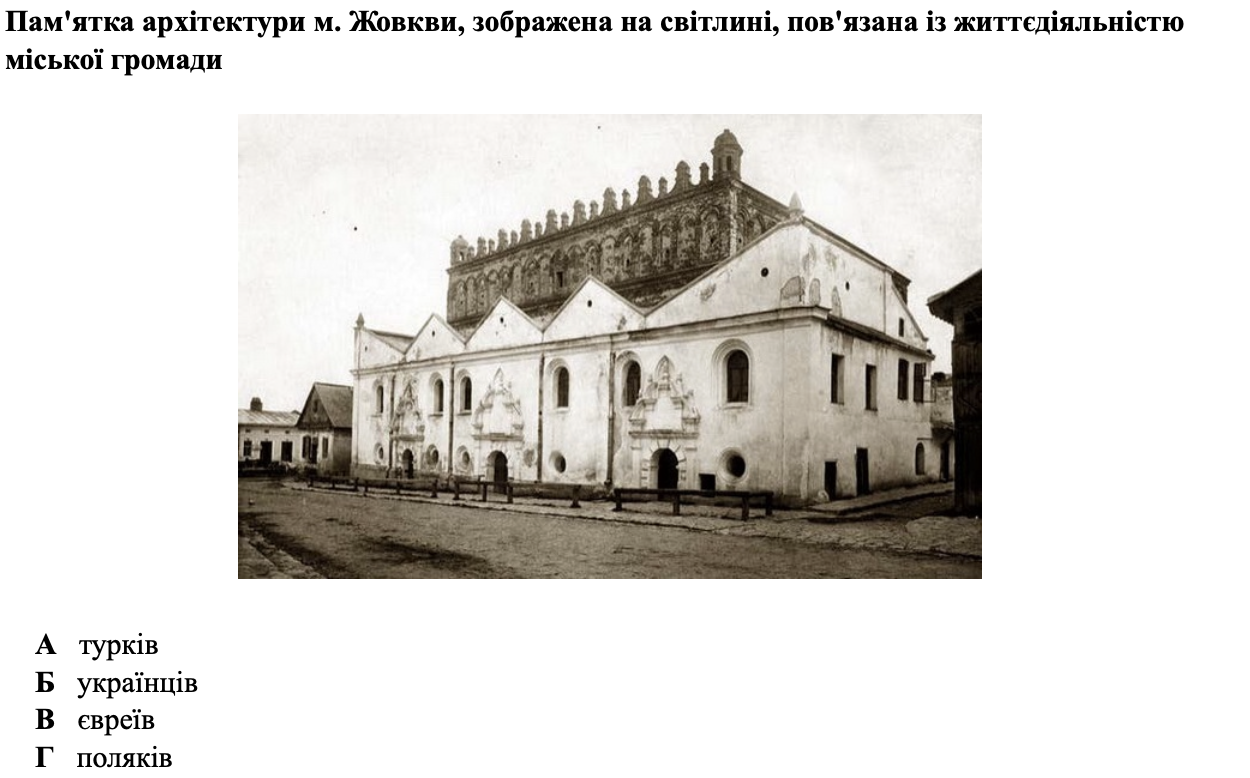 Пам'ятка архітектури м. Жовкви, зображена на світлині, пов'язана із життєдіяльністю
міської громади
А турків
Б українців
В євреїв
Г поляків